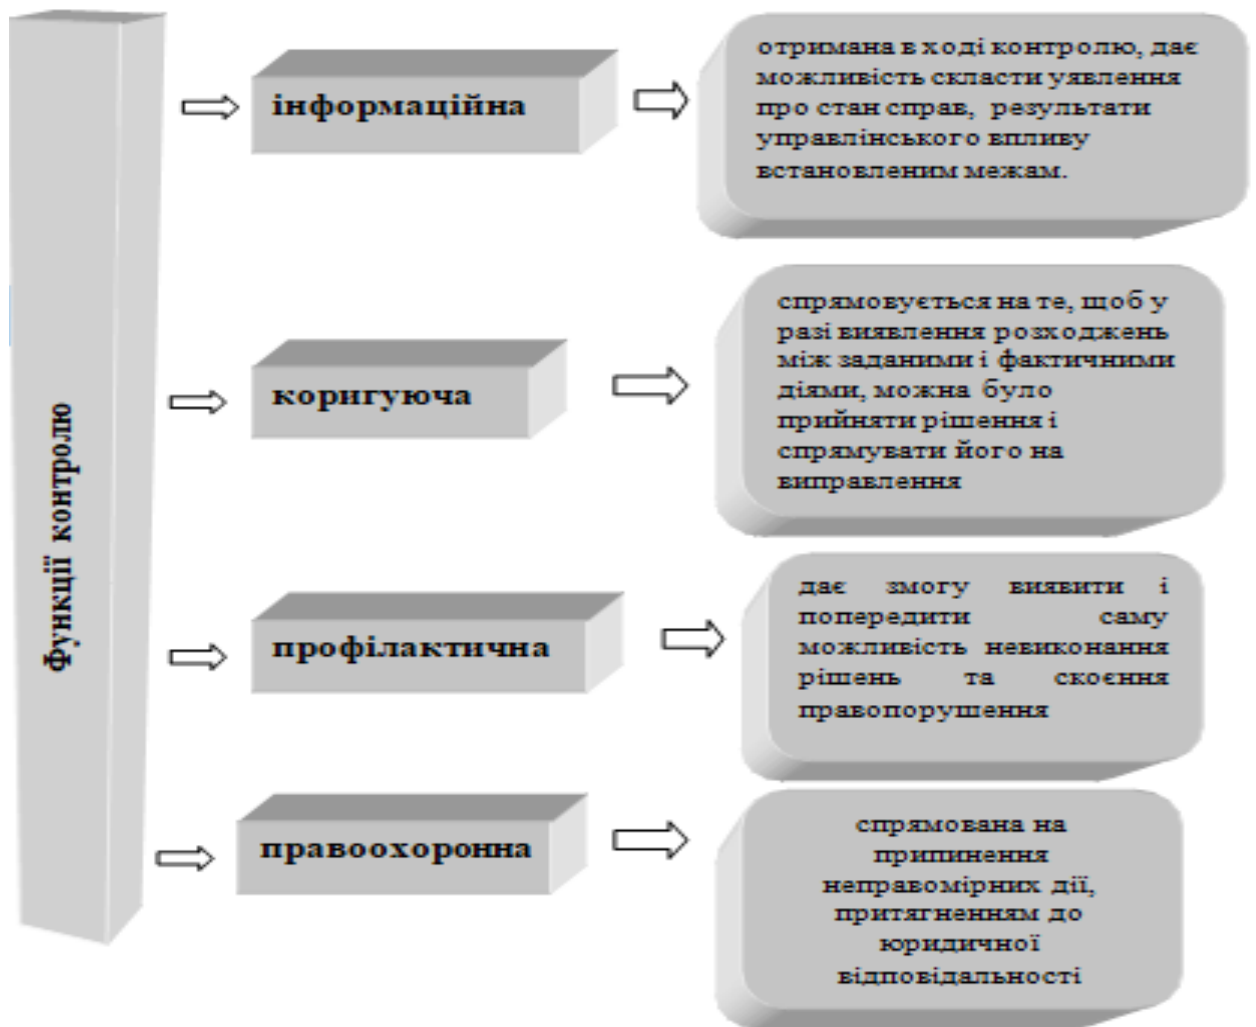 Функції контролю
інформаційна
отримана в ході контролю, дає
можливість скласти уявлення
про стан справ, результати
управлінського впливу
встановленим межам.
коригуюча
спрямовується на те, щоб у
разі виявлення розходжень
між заданими і фактичними
діями, можна було
прийняти рішення і
спрямувати його на
виправлення
профілактична
дає змогу виявити і
попередити саму
можливість невиконання
рішень та скоєння
правопорушення
правоохоронна
спрямована на
припинення
неправомірних дії,
притягненням до
юридичної
відповідальності